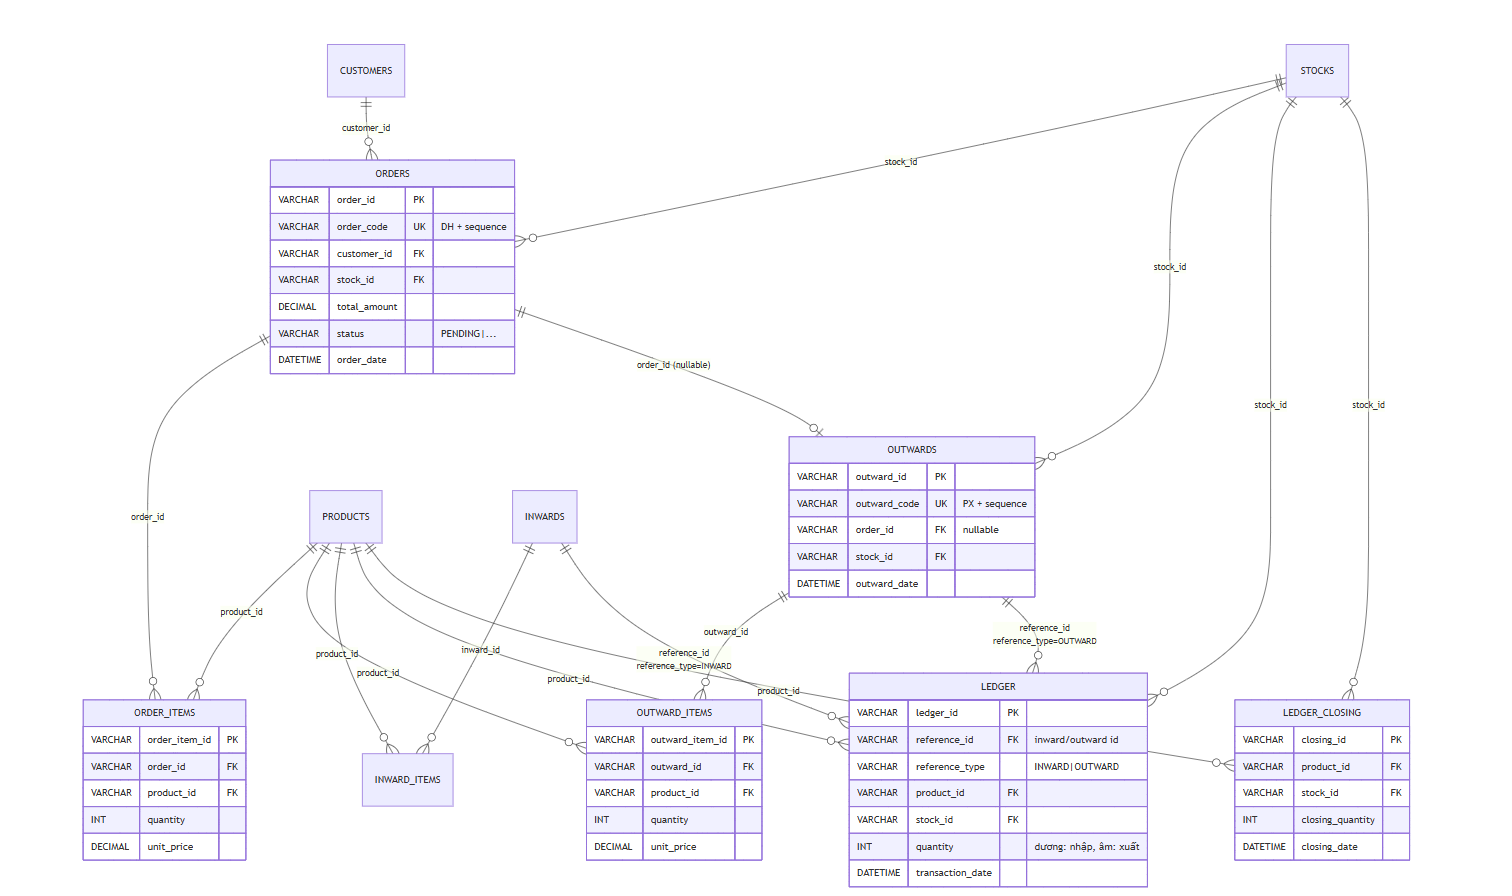 CUSTOMERS
STOCKS
customer_id
stock_id
ORDERS
VARCHAR order_id PK
VARCHAR order_code UK DH + sequence
VARCHAR customer_id FK
VARCHAR stock_id FK
DECIMAL total_amount
VARCHAR status PENDING|...
DATETIME order_date
stock_id
order_id (nullable)
stock_id
stock_id
OUTWARDS
VARCHAR outward_id PK
VARCHAR outward_code UK PX + sequence
VARCHAR order_id FK nullable
VARCHAR stock_id FK
DATETIME outward_date
order_id
PRODUCTS
INWARDS
product_id
outward_id
reference_id
reference_type=OUTWARD
product_id
inward_id
reference_id
reference_type=INWARD
product_id
product_id
product_id
ORDER_ITEMS
VARCHAR order_item_id PK
VARCHAR order_id FK
VARCHAR product_id FK
INT quantity
DECIMAL unit_price
INWARD_ITEMS
OUTWARD_ITEMS
VARCHAR outward_item_id PK
VARCHAR outward_id FK
VARCHAR product_id FK
INT quantity
DECIMAL unit_price
LEDGER
VARCHAR ledger_id PK
VARCHAR reference_id FK inward/outward id
VARCHAR reference_type INWARD|OUTWARD
VARCHAR product_id FK
VARCHAR stock_id FK
INT quantity dương: nhập, âm: xuất
DATETIME transaction_date
LEDGER_CLOSING
VARCHAR closing_id PK
VARCHAR product_id FK
VARCHAR stock_id FK
INT closing_quantity
DATETIME closing_date